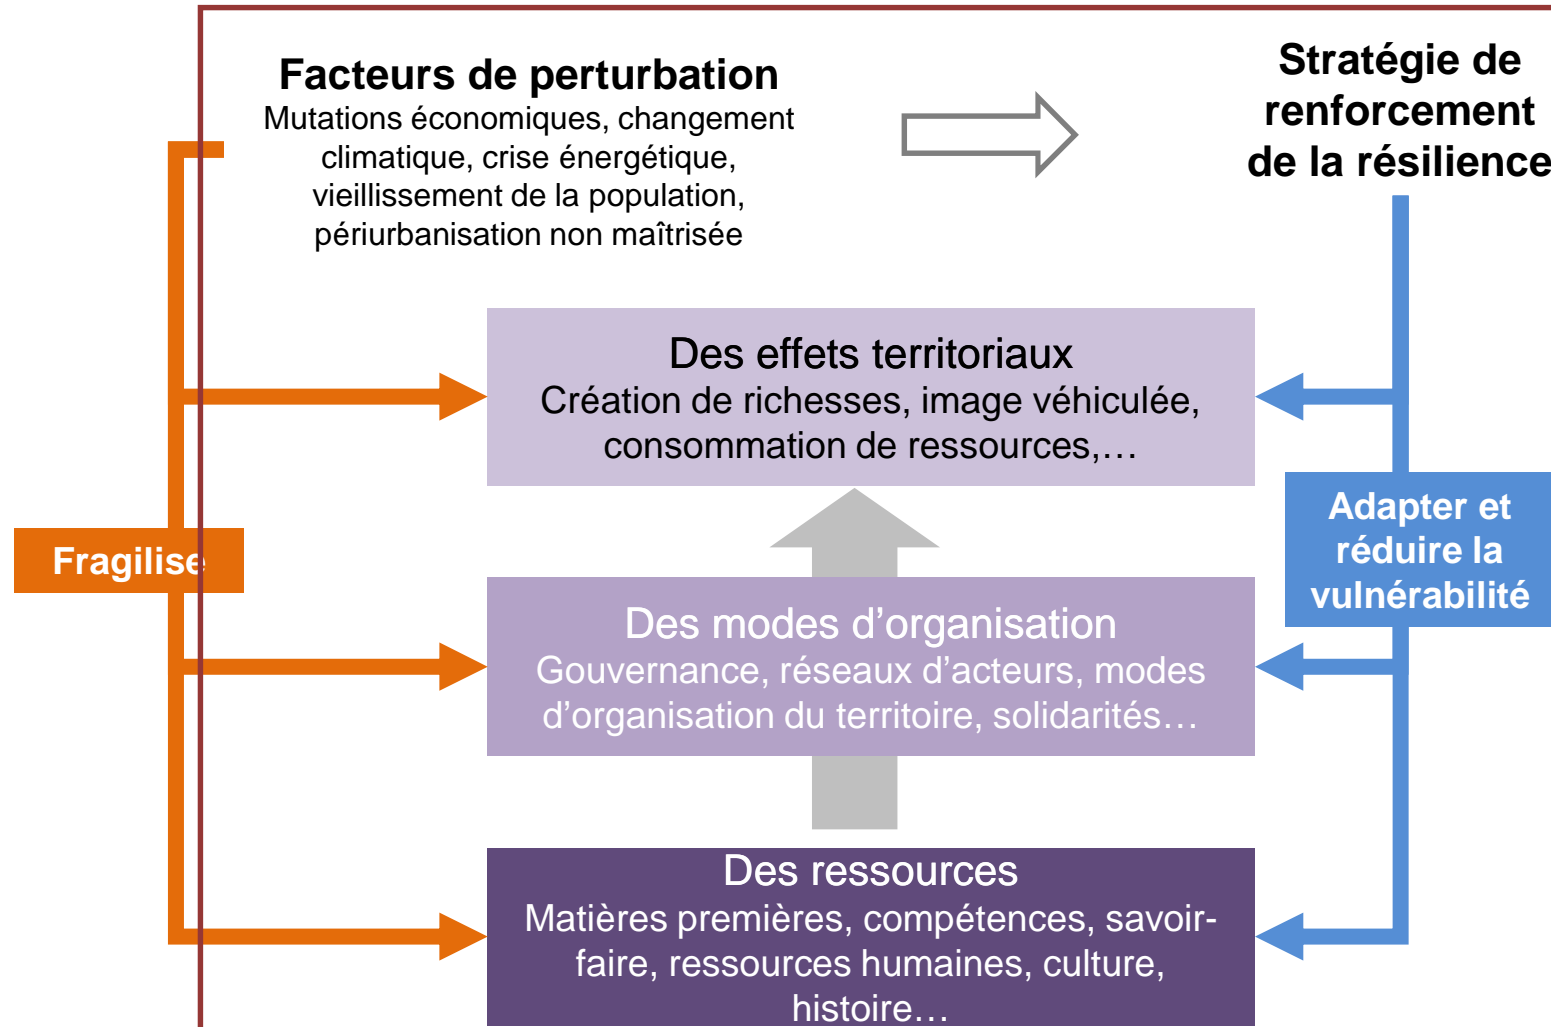 Facteurs de perturbation
Mutations économiques, changement
climatique, crise énergétique,
vieillissement de la population,
périurbanisation non maîtrisée
Stratégie de
renforcement
de la résilience
Des effets territoriaux
Création de richesses, image véhiculée,
consommation de ressources,…
Fragilise
Adapter et
réduire la
vulnérabilité
Des modes d’organisation
Gouvernance, réseaux d’acteurs, modes
d’organisation du territoire, solidarités…
Des ressources
Matières premières, compétences, savoir-
faire, ressources humaines, culture,
histoire…